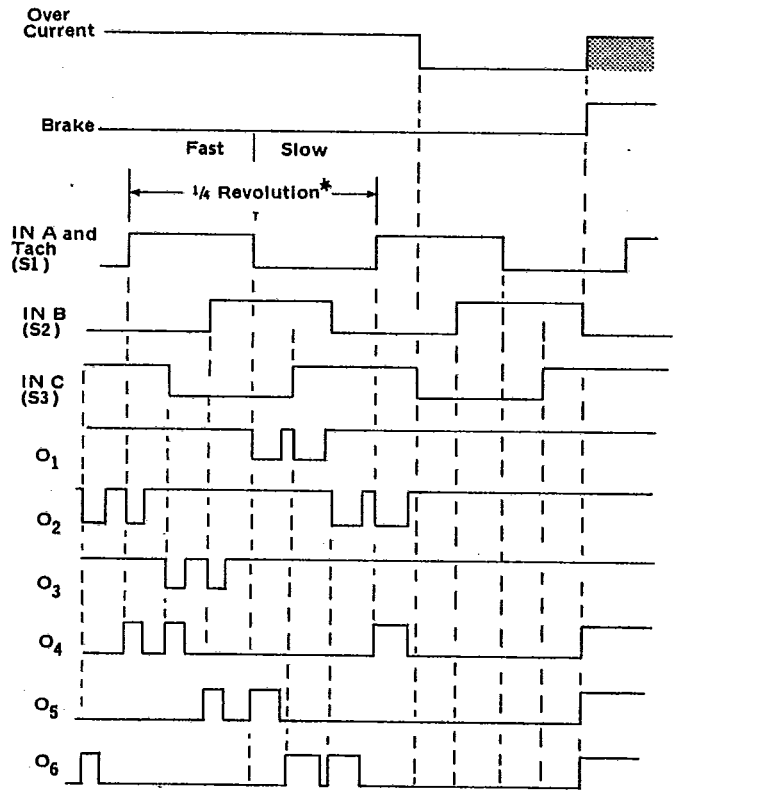 Over
Current
Brake
Fast Slow
1/4 Revolution*
IN A and
Tach
(S1)
IN B
(S2)
IN C
(S3)
O1
O2
O3
O4
O5
O6